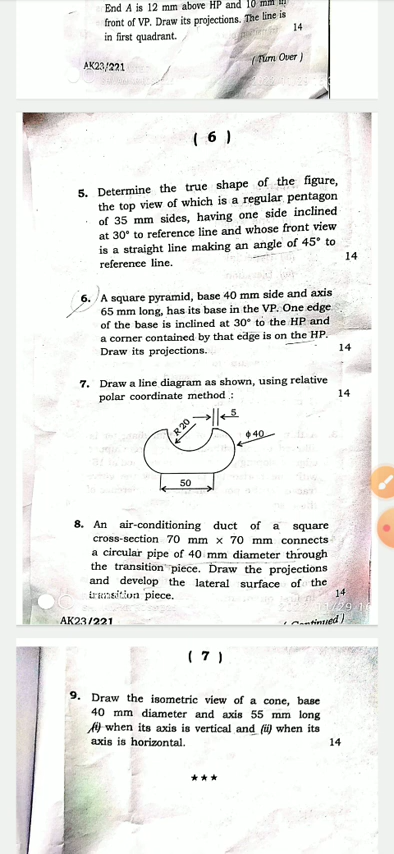 End A is 12 mm above HP and 10 mm in
front of VP. Draw its projections. The line is
in first quadrant.
14
AK23/221
( Turn Over )
( 6 )
5. Determine the true shape of the figure,
the top view of which is a regular pentagon
of 35 mm sides, having one side inclined
at 30° to reference line and whose front view
is a straight line making an angle of 45° to
reference line.
14
6. A square pyramid, base 40 mm side and axis
65 mm long, has its base in the VP. One edge
of the base is inclined at 30° to the HP and
a corner contained by that edge is on the HP.
Draw its projections.
14
7. Draw a line diagram as shown, using relative
polar coordinate method :
14
R 20
5
ϕ 40
50
8. An air-conditioning duct of a square
cross-section 70 mm × 70 mm connects
a circular pipe of 40 mm diameter through
the transition piece. Draw the projections
and develop the lateral surface of the
transition piece.
14
AK23/221
( Continued )
( 7 )
9. Draw the isometric view of a cone, base
40 mm diameter and axis 55 mm long
(i) when its axis is vertical and (ii) when its
axis is horizontal.
14
★★★